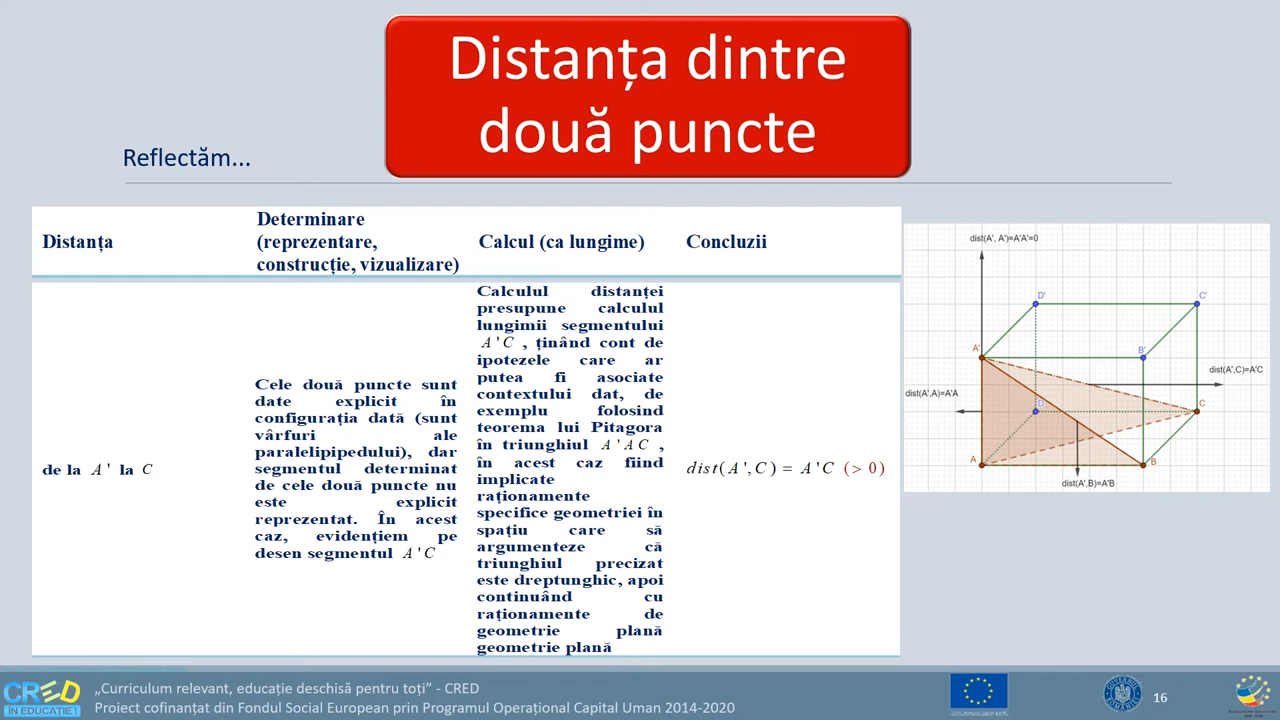 Distanța dintre
două puncte
Reflectăm...
Distanța
Determinare
(reprezentare,
construcție, vizualizare)
Calcul (ca lungime)
Concluzii
de la A' la C
Cele două puncte sunt
date explicit în
configurația dată (sunt
vârfuri ale
paralelipipedului), dar
segmentul determinat
de cele două puncte nu
este explicit
reprezentat. În acest
caz, evidențiem pe
desen segmentul A'C
Calculul distanței
presupune calculul
lungimii segmentului
A'C , ținând cont de
ipotezele care ar
putea fi asociate
contextului dat, de
exemplu folosind
teorema lui Pitagora
în triunghiul A'AC ,
în acest caz fiind
implicate
raționamente
specifice geometriei în
spațiu care să
argumenteze că
triunghiul precizat
este dreptunghic, apoi
continuând cu
raționamente de
geometrie plană
geometrie plană
dist(A',C) = A'C (> 0)
dist(A', A')=A'A'=0
D'
C'
A'
B'
dist(A',C)=A'C
dist(A',A)=A'A
D
C
A
B
dist(A',B)=A'B
CRED
ÎN EDUCAȚIE!
„Curriculum relevant, educație deschisă pentru toți” - CRED
Proiect cofinanțat din Fondul Social European prin Programul Operațional Capital Uman 2014-2020
16